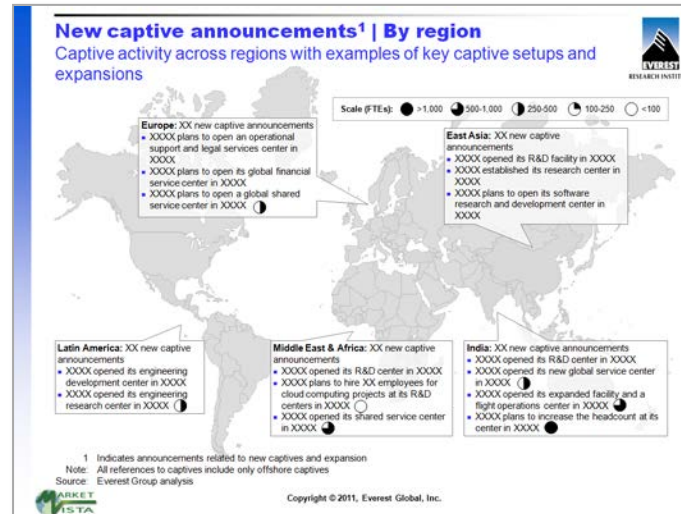 New captive announcements¹ | By region
Captive activity across regions with examples of key captive setups and
expansions
EVEREST
RESEARCH INSTITUTE
Scale (FTEs): >1,000 500-1,000 250-500 100-250 <100
Europe: XX new captive announcements
XXXX plans to open an operational
support and legal services center in
XXXX
XXXX plans to open its global financial
service center in XXXX
XXXX plans to open a global shared
service center in XXXX
East Asia: XX new captive
announcements
XXXX opened its R&D facility in XXXX
XXXX established its research center in
XXXX
XXXX plans to open its software
research and development center in
XXXX
Latin America: XX new captive
announcements
XXXX opened its engineering
development center in XXXX
XXXX opened its engineering
research center in XXXX
Middle East & Africa: XX new captive
announcements
XXXX opened its R&D center in XXXX
XXXX plans to hire XX employees for
cloud computing projects at its R&D
centers in XXXX
XXXX opened its shared service center
in XXXX
India: XX new captive announcements
XXXX opened its R&D center in XXXX
XXXX opened its new global service center
in XXXX
XXXX opened its expanded facility and a
flight operations center in XXXX
XXXX plans to increase the headcount at its
center in XXXX
1 Indicates announcements related to new captives and expansion
Note: All references to captives include only offshore captives
Source: Everest Group analysis
MARKET
VISTA
Copyright © 2011, Everest Global, Inc.